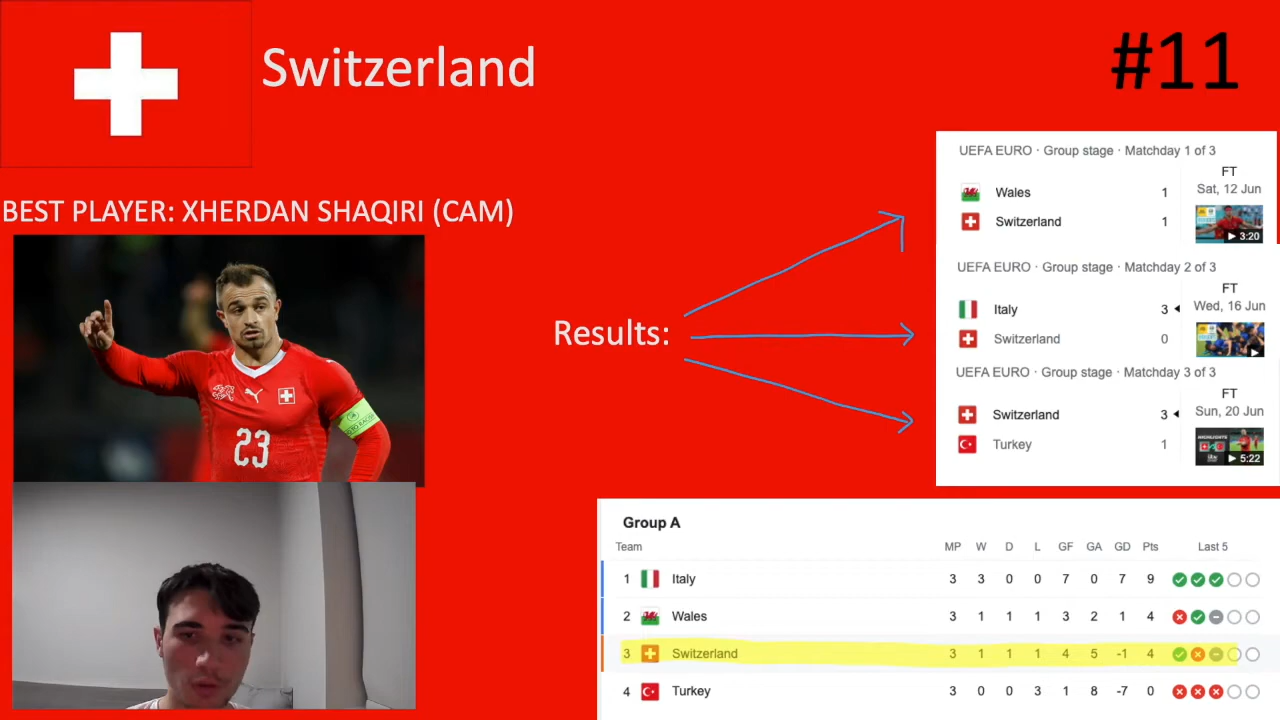 Switzerland
#11
BEST PLAYER: XHERDAN SHAQIRI (CAM)
23
Results:
UEFA EURO · Group stage · Matchday 1 of 3
Wales 1
Switzerland 1
FT
Sat, 12 Jun
3:20
UEFA EURO · Group stage · Matchday 2 of 3
Italy 3
Switzerland 0
FT
Wed, 16 Jun
UEFA EURO · Group stage · Matchday 3 of 3
Switzerland 3
Turkey 1
FT
Sun, 20 Jun
HIGHLIGHTS
5:22
Group A
Team MP W D L GF GA GD Pts Last 5
1 Italy 3 3 0 0 7 0 7 9
2 Wales 3 1 1 1 3 2 1 4
3 Switzerland 3 1 1 1 4 5 -1 4
4 Turkey 3 0 0 3 1 8 -7 0